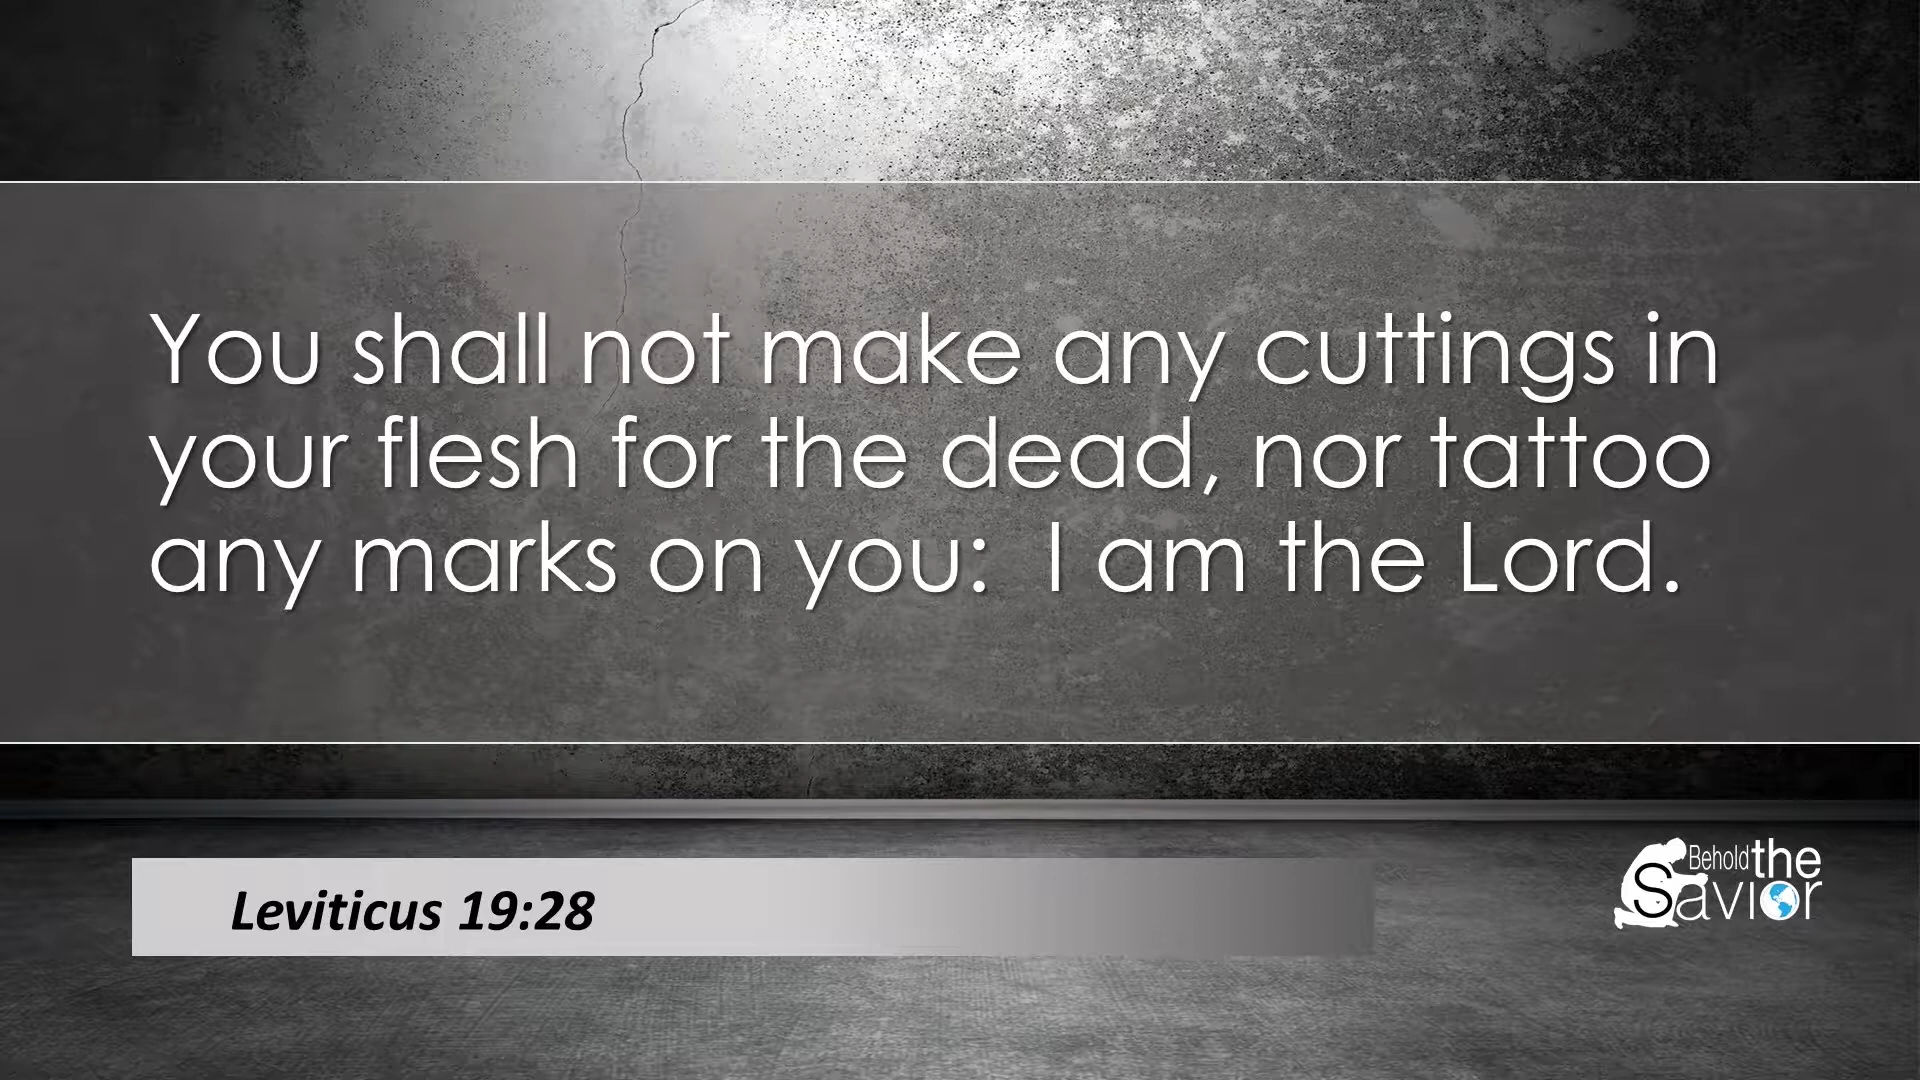 You shall not make any cuttings in
your flesh for the dead, nor tattoo
any marks on you:  I am the Lord.
Leviticus 19:28
Behold the
Savior